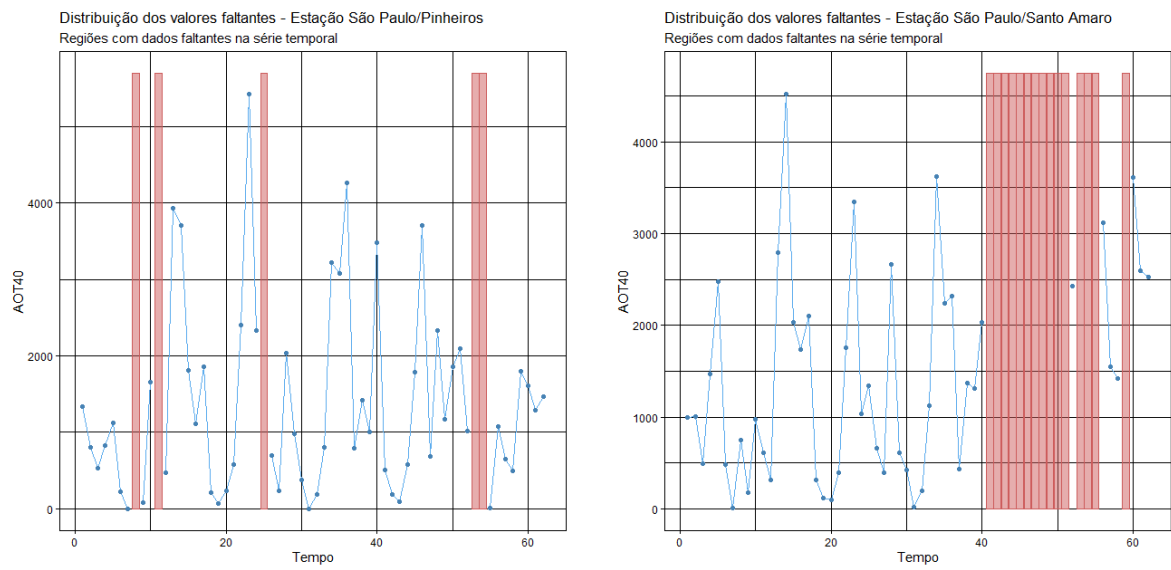 Distribuição dos valores faltantes - Estação São Paulo/Pinheiros
Regiões com dados faltantes na série temporal
AOT40
4000
2000
0
0 20 40 60
Tempo
Distribuição dos valores faltantes - Estação São Paulo/Santo Amaro
Regiões com dados faltantes na série temporal
AOT40
4000
3000
2000
1000
0
0 20 40 60
Tempo